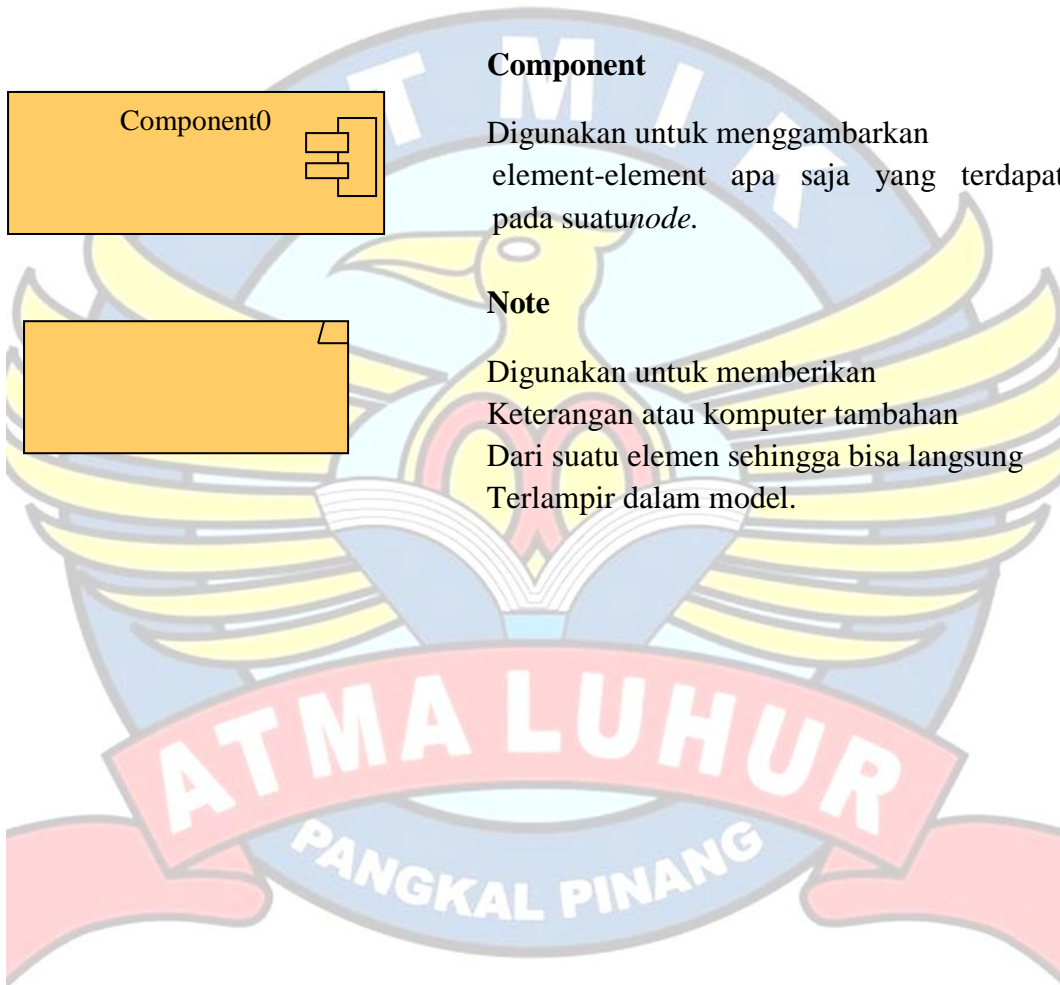 Component
Component0
Digunakan untuk menggambarkan
element-element apa saja yang terdapat
pada suatunode.
Note
Digunakan untuk memberikan
Keterangan atau komputer tambahan
Dari suatu elemen sehingga bisa langsung
Terlampir dalam model.
STMIK
ATMA LUHUR
PANGKAL PINANG